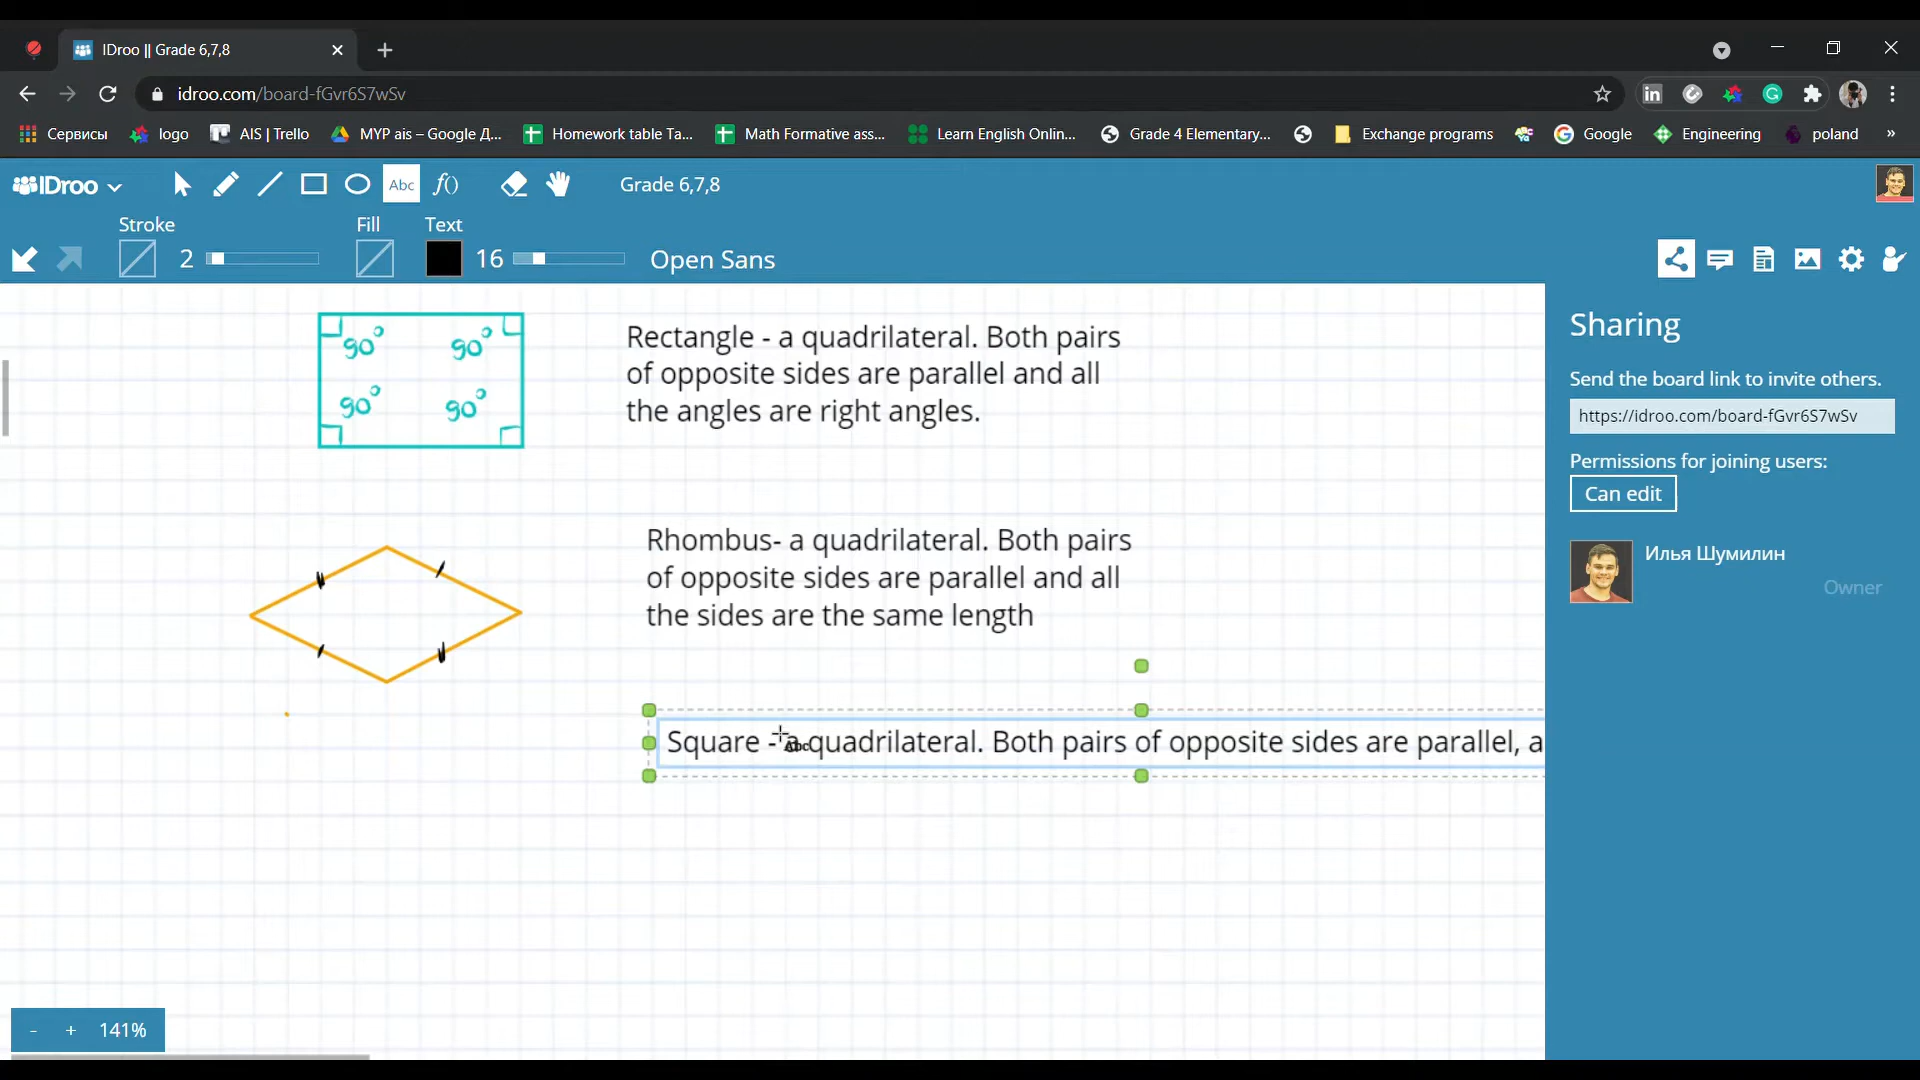 IDroo || Grade 6,7,8
idroo.com/board-fGvr6S7wSv
Сервисы logo AIS | Trello MYP ais – Google Д... Homework table Ta... Math Formative ass... Learn English Onlin... Grade 4 Elementary... Exchange programs Google Engineering poland »
IDroo Abc f() Grade 6,7,8
Stroke Fill Text
2 16 Open Sans
Sharing
Send the board link to invite others.
https://idroo.com/board-fGvr6S7wSv
Permissions for joining users:
Can edit
Илья Шумилин
Owner
90° 90°
90° 90°
Rectangle - a quadrilateral. Both pairs
of opposite sides are parallel and all
the angles are right angles.
Rhombus- a quadrilateral. Both pairs
of opposite sides are parallel and all
the sides are the same length
Square - quadrilateral. Both pairs of opposite sides are parallel, a
Abc
- + 141%